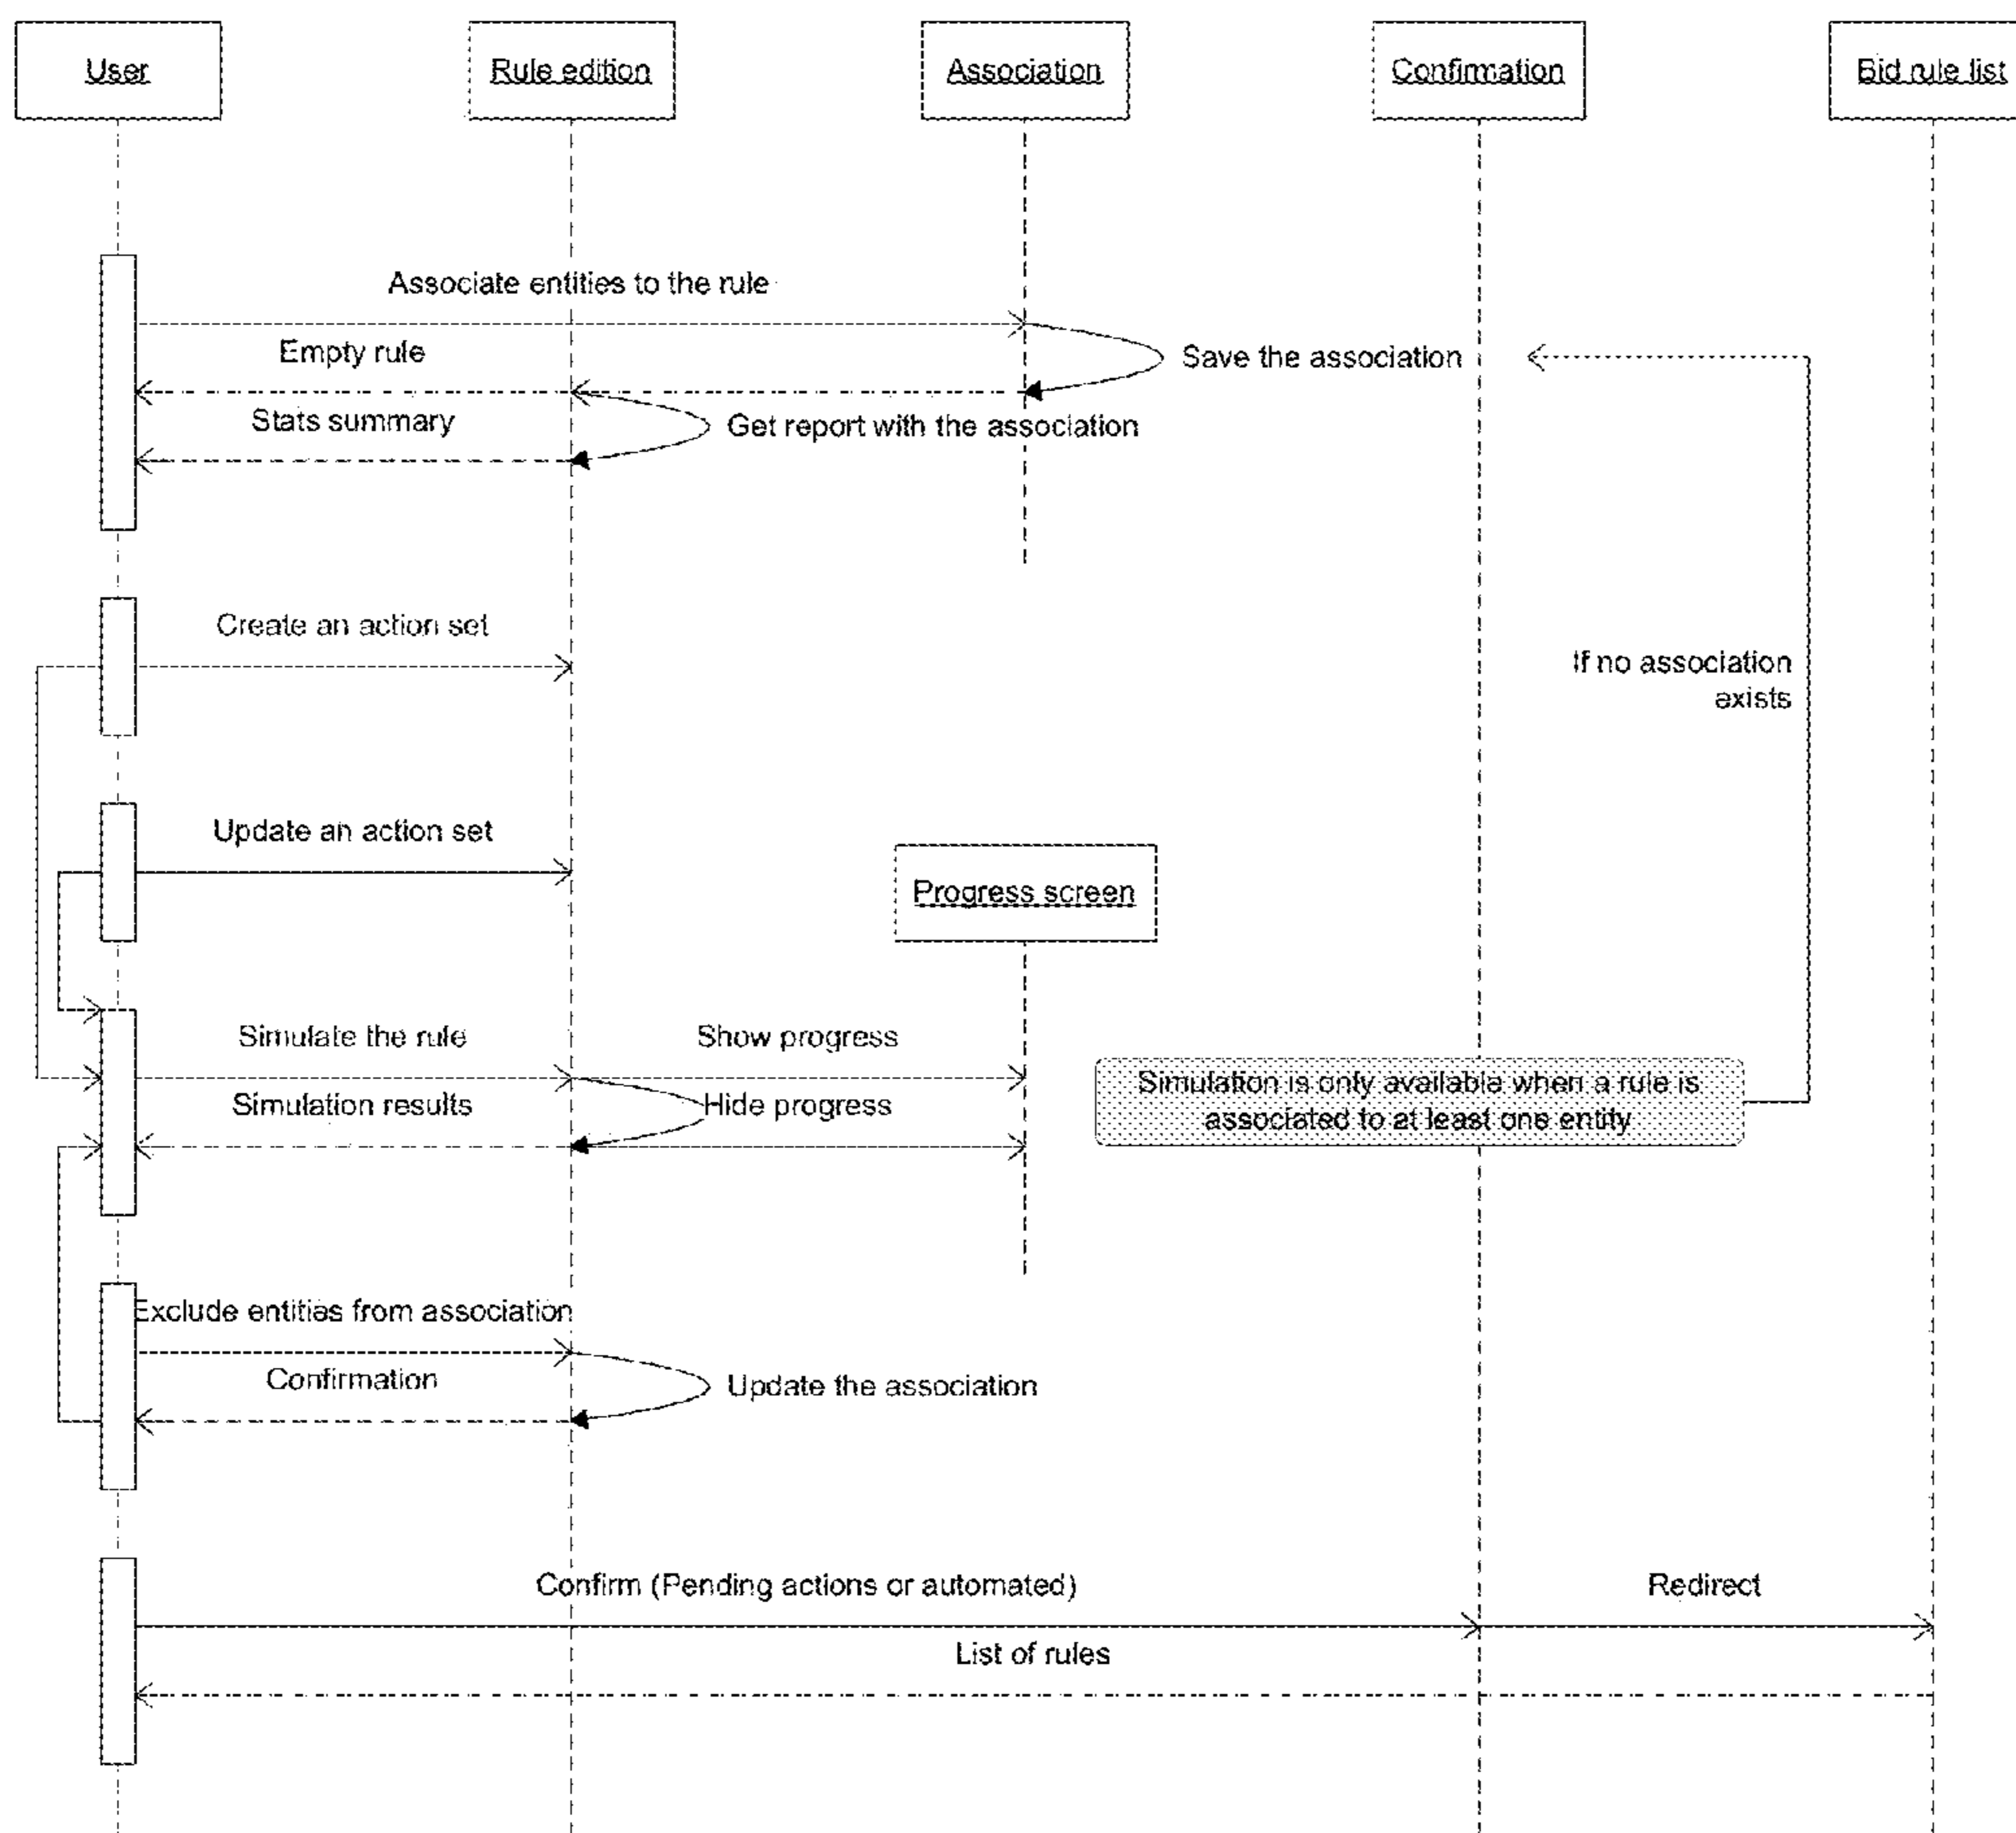 User
Rule edition
Association
Confirmation
Bid rule list
Associate entities to the rule
Empty rule
Save the association
Stats summary
Get report with the association
Create an action set
If no association
exists
Update an action set
Progress screen
Simulate the rule
Show progress
Simulation is only available when a rule is
associated to at least one entity
Simulation results
Hide progress
Exclude entities from association
Confirmation
Update the association
Confirm (Pending actions or automated)
Redirect
List of rules